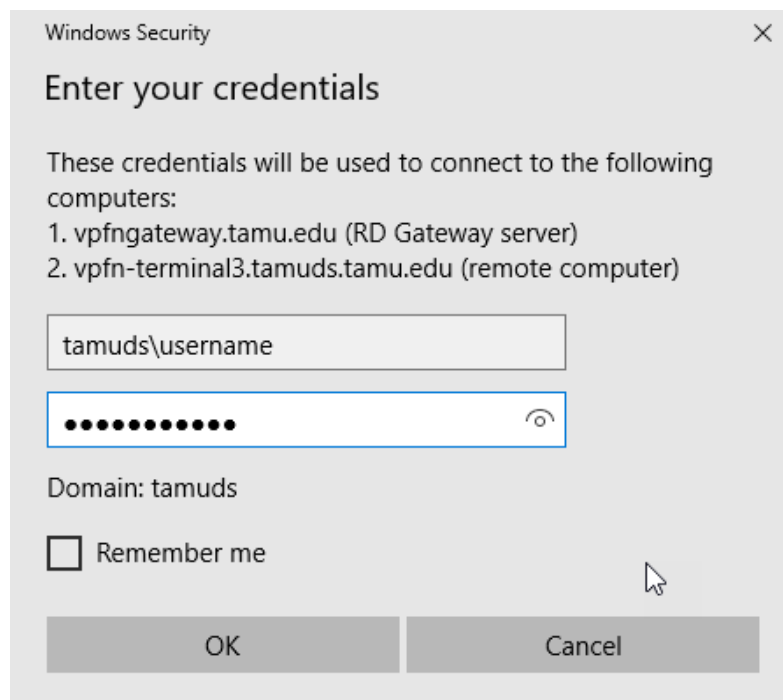 Windows Security
Enter your credentials
These credentials will be used to connect to the following
computers:
1. vpfngateway.tamu.edu (RD Gateway server)
2. vpfn-terminal3.tamuds.tamu.edu (remote computer)
tamuds\username
●●●●●●●●●●●
Domain: tamuds
Remember me
OK
Cancel